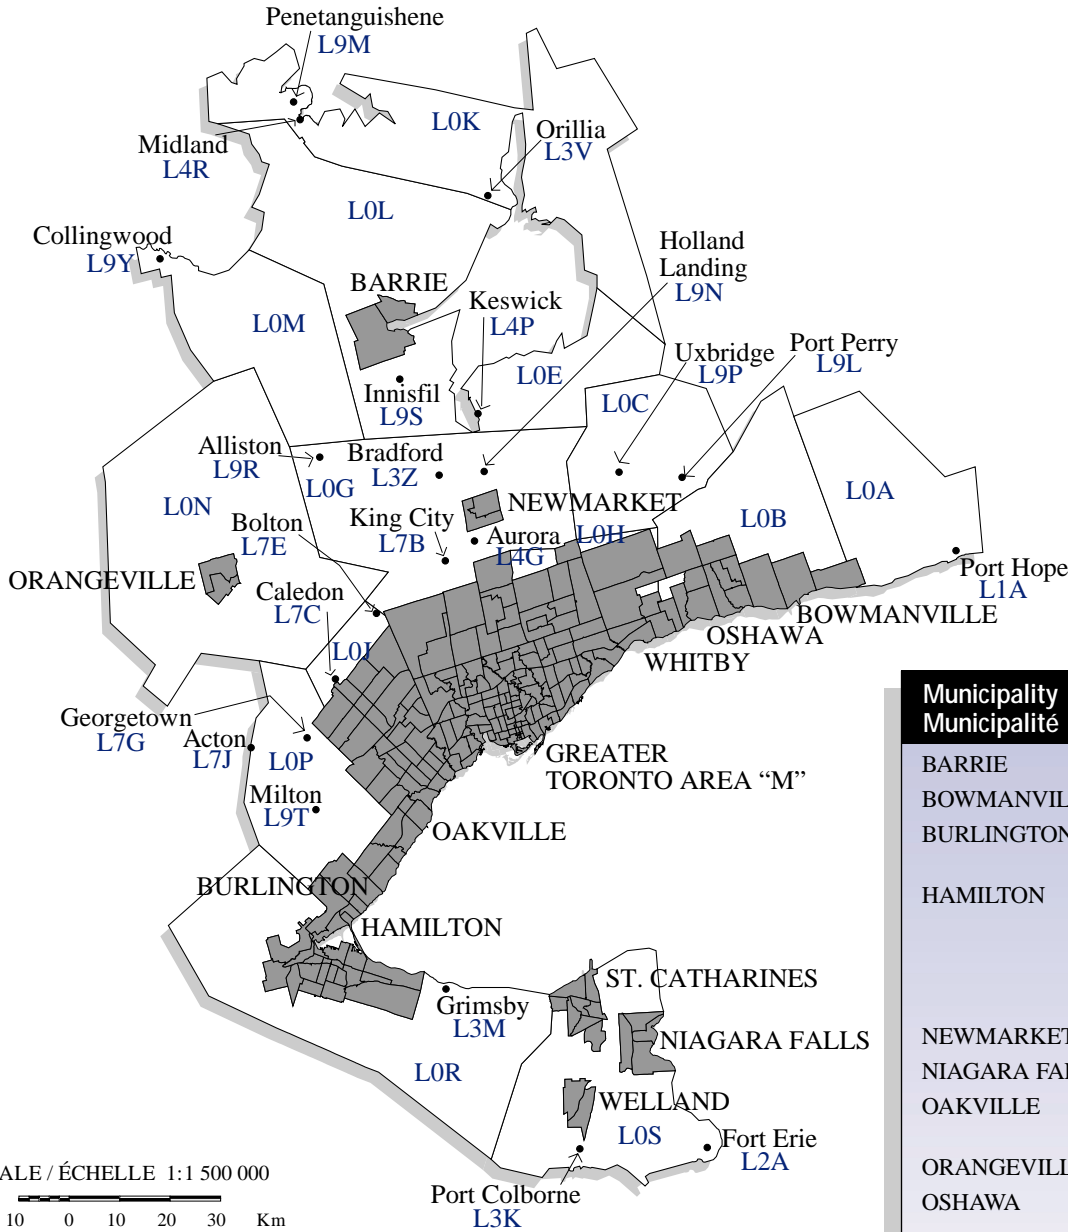 Penetanguishene
L9M
L0K
Orillia
L3V
Midland
L4R
L0L
Collingwood
L9Y
Holland
Landing
L9N
BARRIE
Keswick
L4P
L0M
Port Perry
L9L
Uxbridge
L9P
L0E
Innisfil
L9S
L0C
Alliston
L9R
Bradford
L3Z
L0G
L0N
L0A
NEWMARKET
King City
L7B
Bolton
L7E
L0B
Aurora
L4G
L0H
ORANGEVILLE
Port Hope
L1A
Caledon
L7C
BOWMANVILLE
OSHAWA
WHITBY
L0J
Georgetown
L7G
Acton
L7J
L0P
GREATER
TORONTO AREA “M”
Milton
L9T
OAKVILLE
BURLINGTON
HAMILTON
ST. CATHARINES
Grimsby
L3M
NIAGARA FALLS
L0R
WELLAND
L0S
Fort Erie
L2A
Port Colborne
L3K
ALE / ÉCHELLE 1:1 500 000
10 0 10 20 30 Km
Municipality
Municipalité
BARRIE
BOWMANVIL
BURLINGTON
HAMILTON
NEWMARKET
NIAGARA FAL
OAKVILLE
ORANGEVILL
OSHAWA